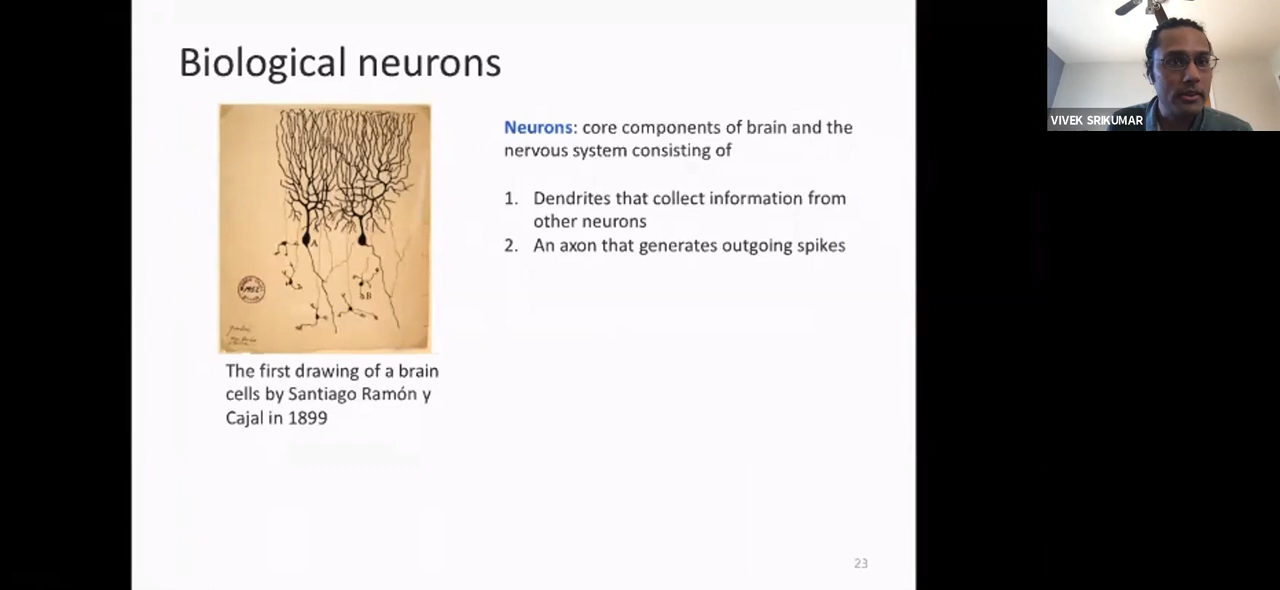 Biological neurons
VIVEK SRIKUMAR
Neurons: core components of brain and the
nervous system consisting of
1. Dendrites that collect information from
other neurons
2. An axon that generates outgoing spikes
A
B
The first drawing of a brain
cells by Santiago Ramón y
Cajal in 1899
23